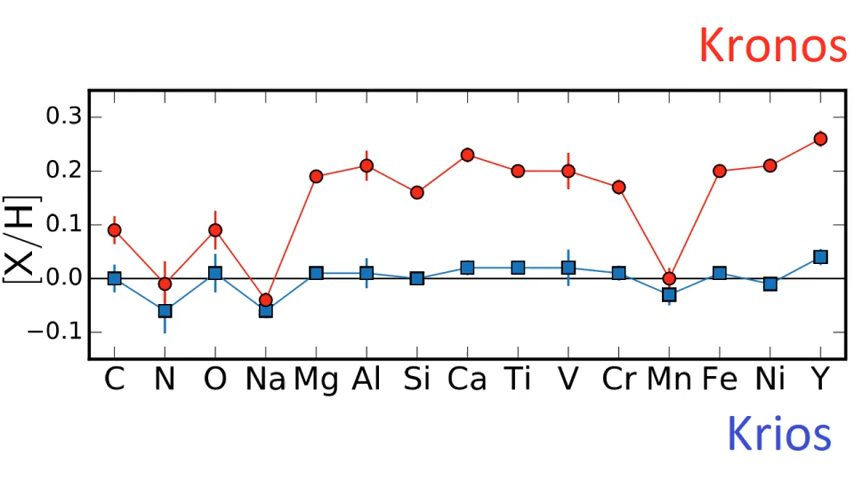 Kronos
0.3
0.2
0.1
0.0
−0.1
[X/H]
C N O Na Mg Al Si Ca Ti V Cr Mn Fe Ni Y
Krios